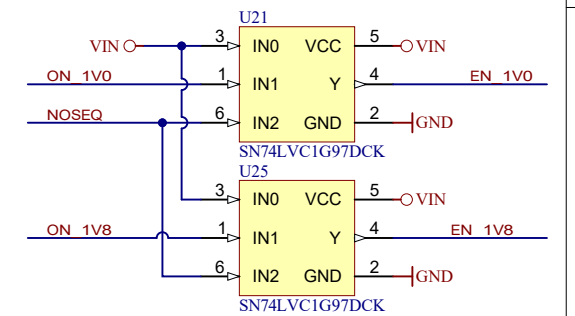 U21
VIN 3 IN0 VCC 5 VIN
ON_1V0 1 IN1 Y 4 EN_1V0
NOSEQ 6 IN2 GND 2 GND
SN74LVC1G97DCK
U25
3 IN0 VCC 5 VIN
ON_1V8 1 IN1 Y 4 EN_1V8
6 IN2 GND 2 GND
SN74LVC1G97DCK